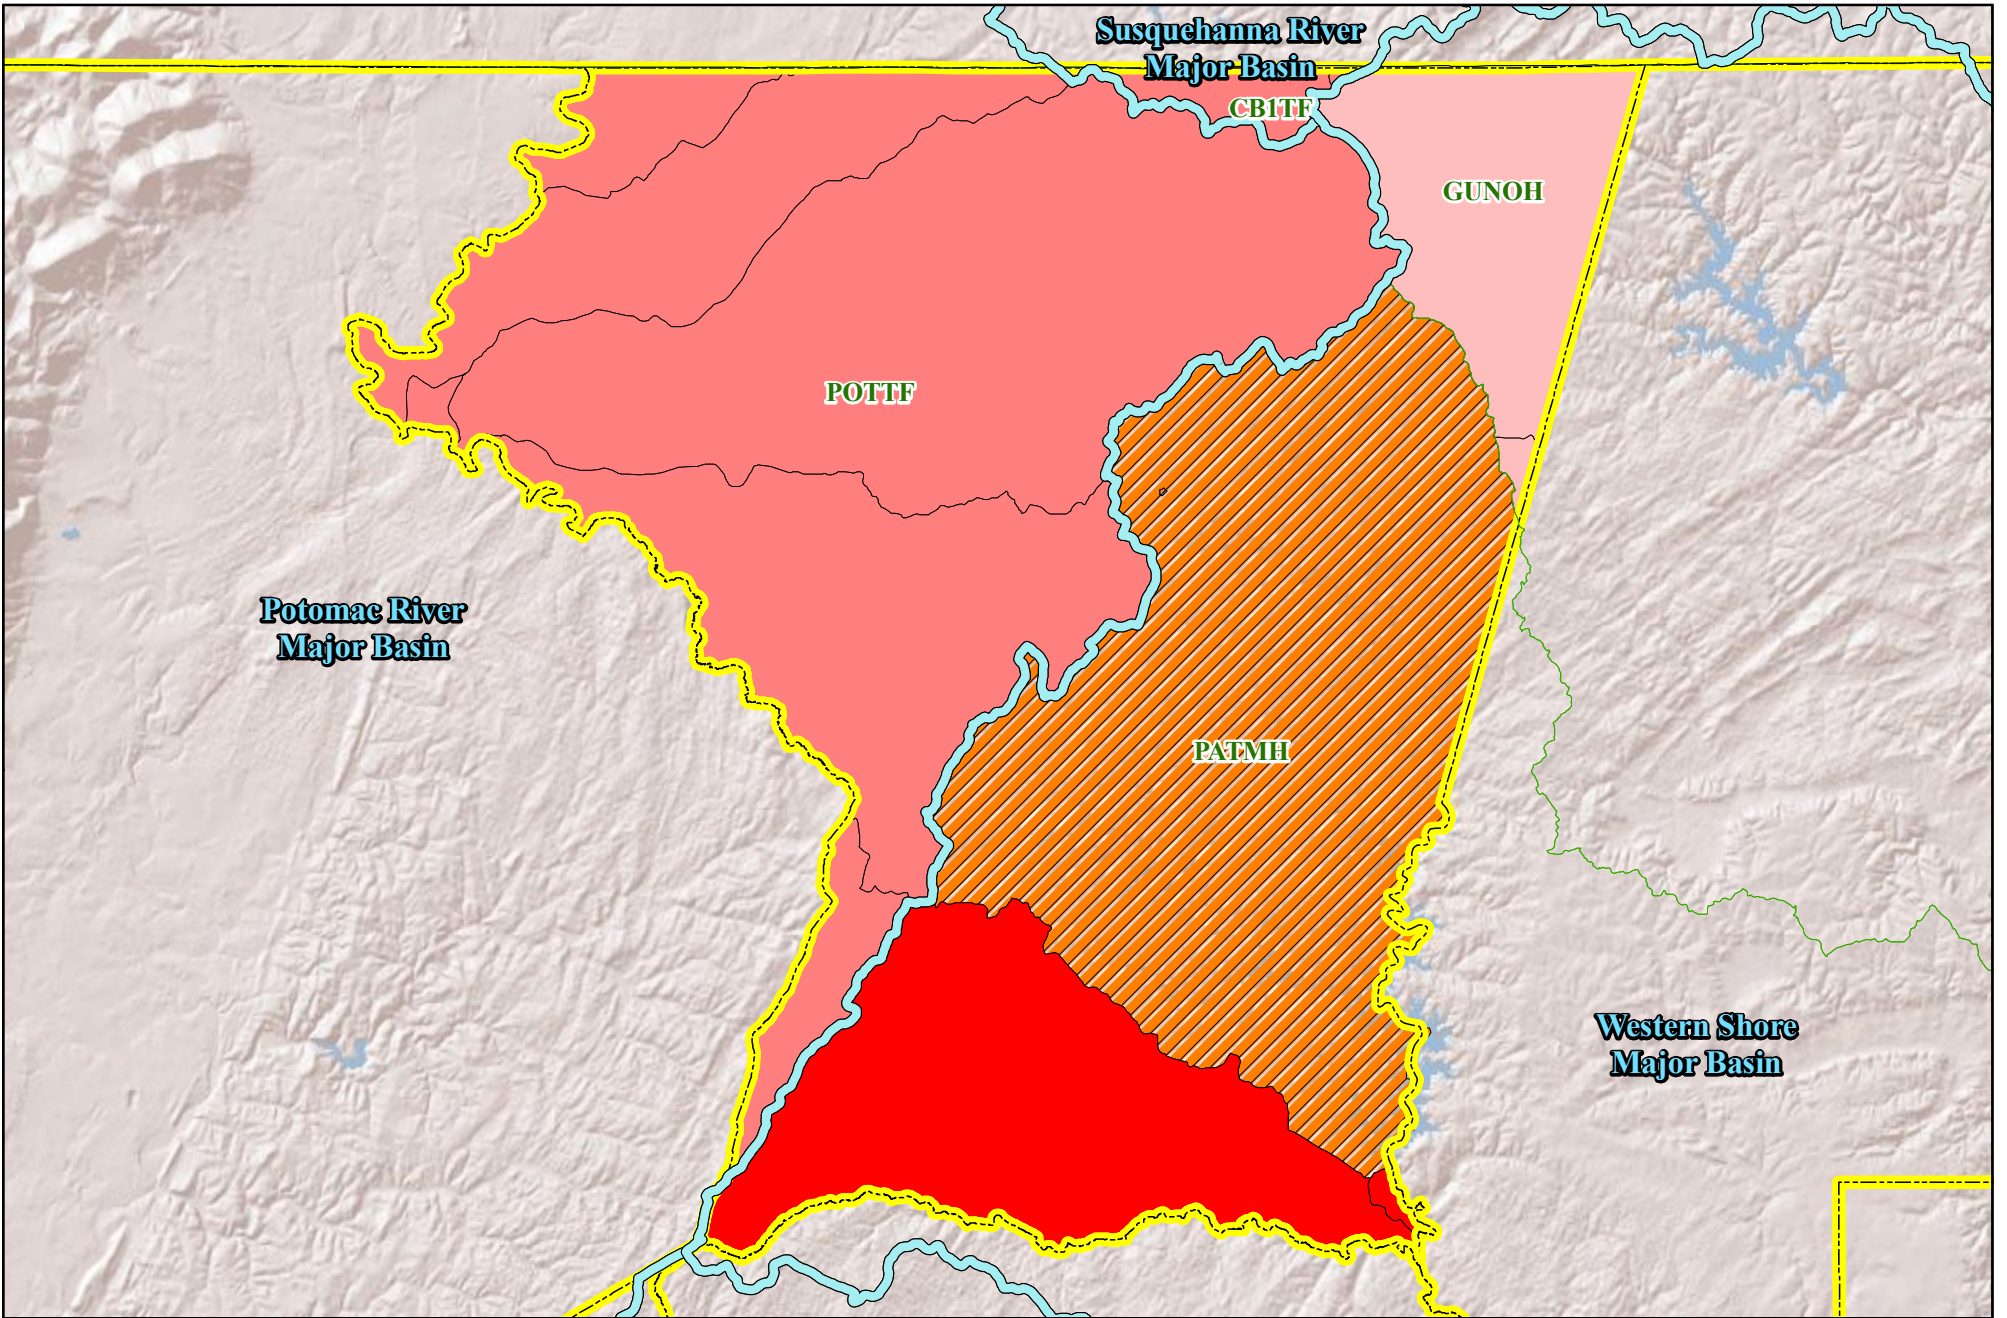 Susquehanna River
Major Basin
CB1TF
GUNOH
POTTF
Potomac River
Major Basin
PATMH
Western Shore
Major Basin